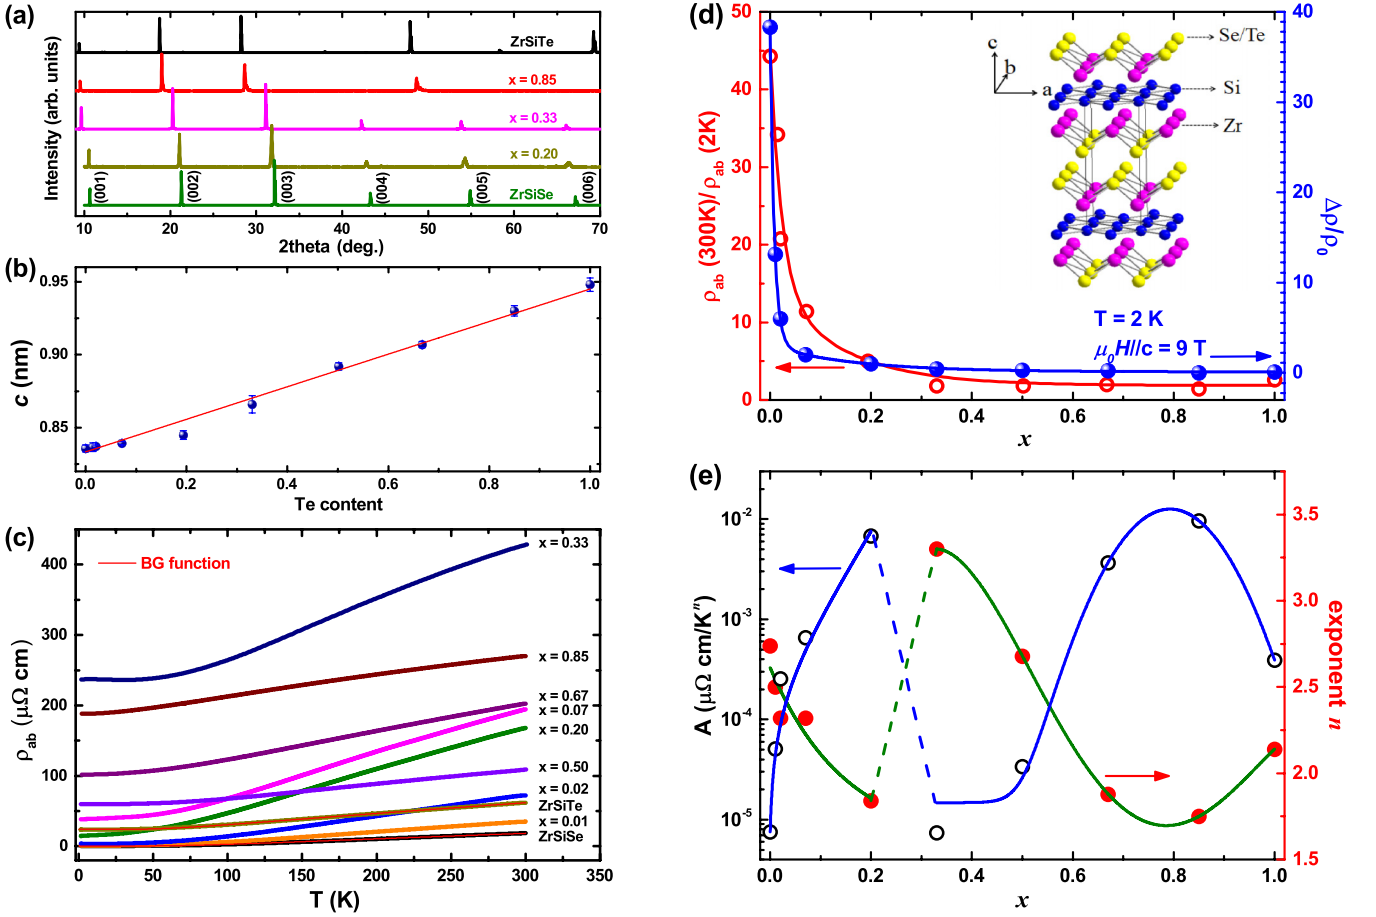 (a)
Intensity (arb. units)
ZrSiTe
x = 0.85
x = 0.33
x = 0.20
ZrSiSe
(001)
(002)
(003)
(004)
(005)
(006)
10 20 30 40 50 60 70
2theta (deg.)
(b)
c (nm)
0.95
0.90
0.85
0.0 0.2 0.4 0.6 0.8 1.0
Te content
(c)
ρab (μΩ cm)
400
300
200
100
0
BG function
x = 0.33
x = 0.85
x = 0.67
x = 0.07
x = 0.20
x = 0.50
x = 0.02
ZrSiTe
x = 0.01
ZrSiSe
0 50 100 150 200 250 300 350
T (K)
(d)
ρab (300K)/ ρab (2K)
50
40
30
20
10
0
c
b
a
Se/Te
Si
Zr
T = 2 K
μ0H//c = 9 T
40
30
20
10
0
Δρ/ρ0
0.0 0.2 0.4 0.6 0.8 1.0
x
(e)
A (μΩ cm/Kⁿ)
10⁻²
10⁻³
10⁻⁴
10⁻⁵
3.5
3.0
2.5
2.0
1.5
exponent n
0.0 0.2 0.4 0.6 0.8 1.0
x